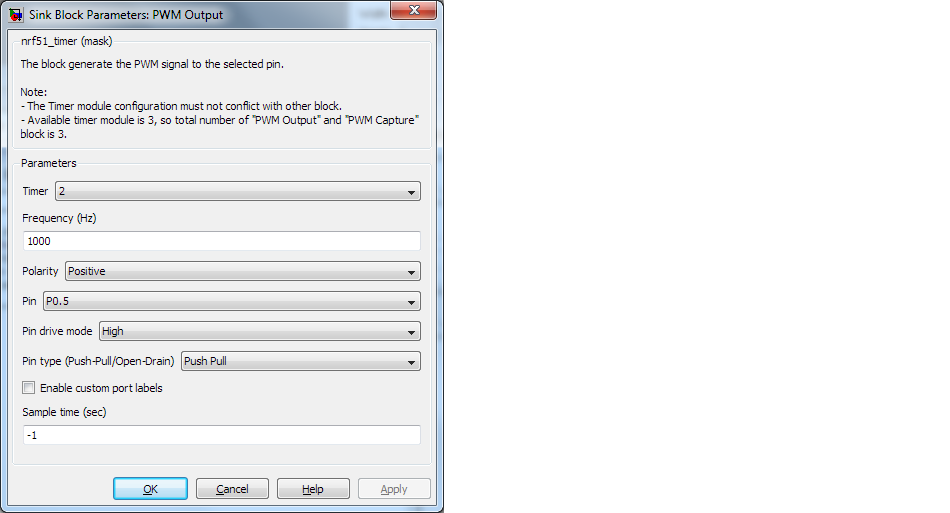 Sink Block Parameters: PWM Output
nrf51_timer (mask)
The block generate the PWM signal to the selected pin.
Note:
- The Timer module configuration must not conflict with other block.
- Available timer module is 3, so total number of "PWM Output" and "PWM Capture"
block is 3.
Parameters
Timer 2
Frequency (Hz)
1000
Polarity Positive
Pin P0.5
Pin drive mode High
Pin type (Push-Pull/Open-Drain) Push Pull
Enable custom port labels
Sample time (sec)
-1
OK Cancel Help Apply